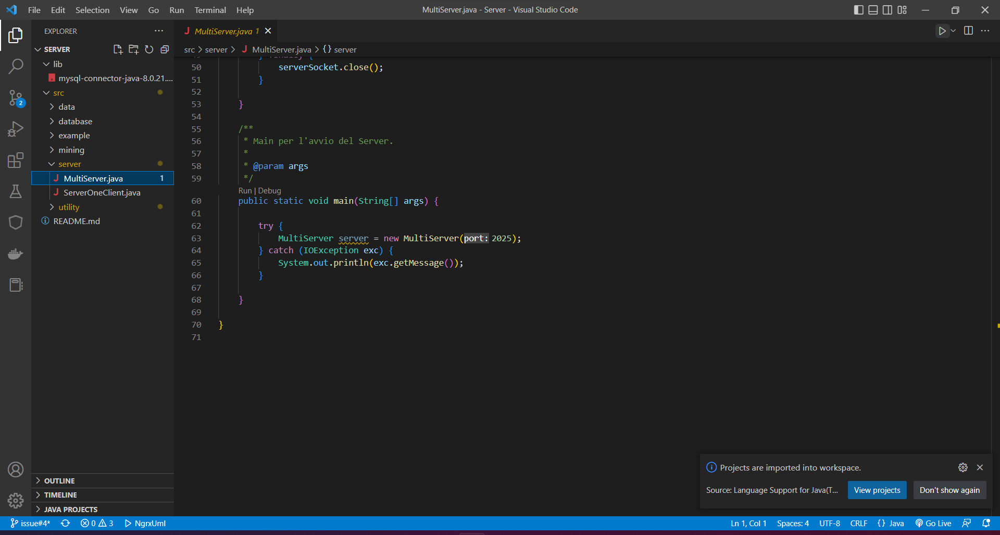 File Edit Selection View Go Run Terminal Help
MultiServer.java - Server - Visual Studio Code
EXPLORER
SERVER
lib
mysql-connector-java-8.0.21....
src
data
database
example
mining
server
MultiServer.java 1
ServerOneClient.java
utility
README.md
OUTLINE
TIMELINE
JAVA PROJECTS
2
J MultiServer.java 1
src > server > J MultiServer.java > {} server
50 serverSocket.close();
51 }
52
53 }
54
55 /**
56 * Main per l'avvio del Server.
57 *
58 * @param args
59 */
Run | Debug
60 public static void main(String[] args) {
61
62 try {
63 MultiServer server = new MultiServer(port: 2025);
64 } catch (IOException exc) {
65 System.out.println(exc.getMessage());
66 }
67
68 }
69
70 }
71
Projects are imported into workspace.
Source: Language Support for Java(T...
View projects
Don't show again
issue#4* 0 3 NgrxUml
Ln 1, Col 1 Spaces: 4 UTF-8 CRLF {} Java Go Live